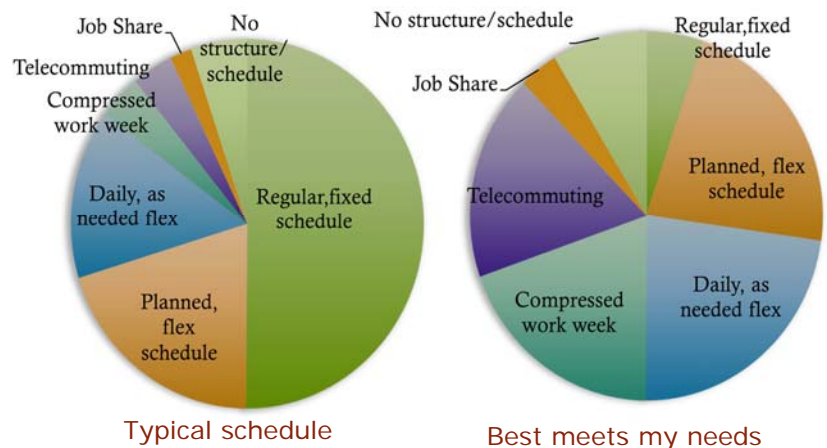 Job Share
No
structure/
schedule
Telecommuting
Compressed
work week
Daily, as
needed flex
Regular,fixed
schedule
Planned,
flex
schedule
Typical schedule
No structure/schedule
Regular,fixed
schedule
Job Share
Planned, flex
schedule
Telecommuting
Daily, as
needed flex
Compressed
work week
Best meets my needs